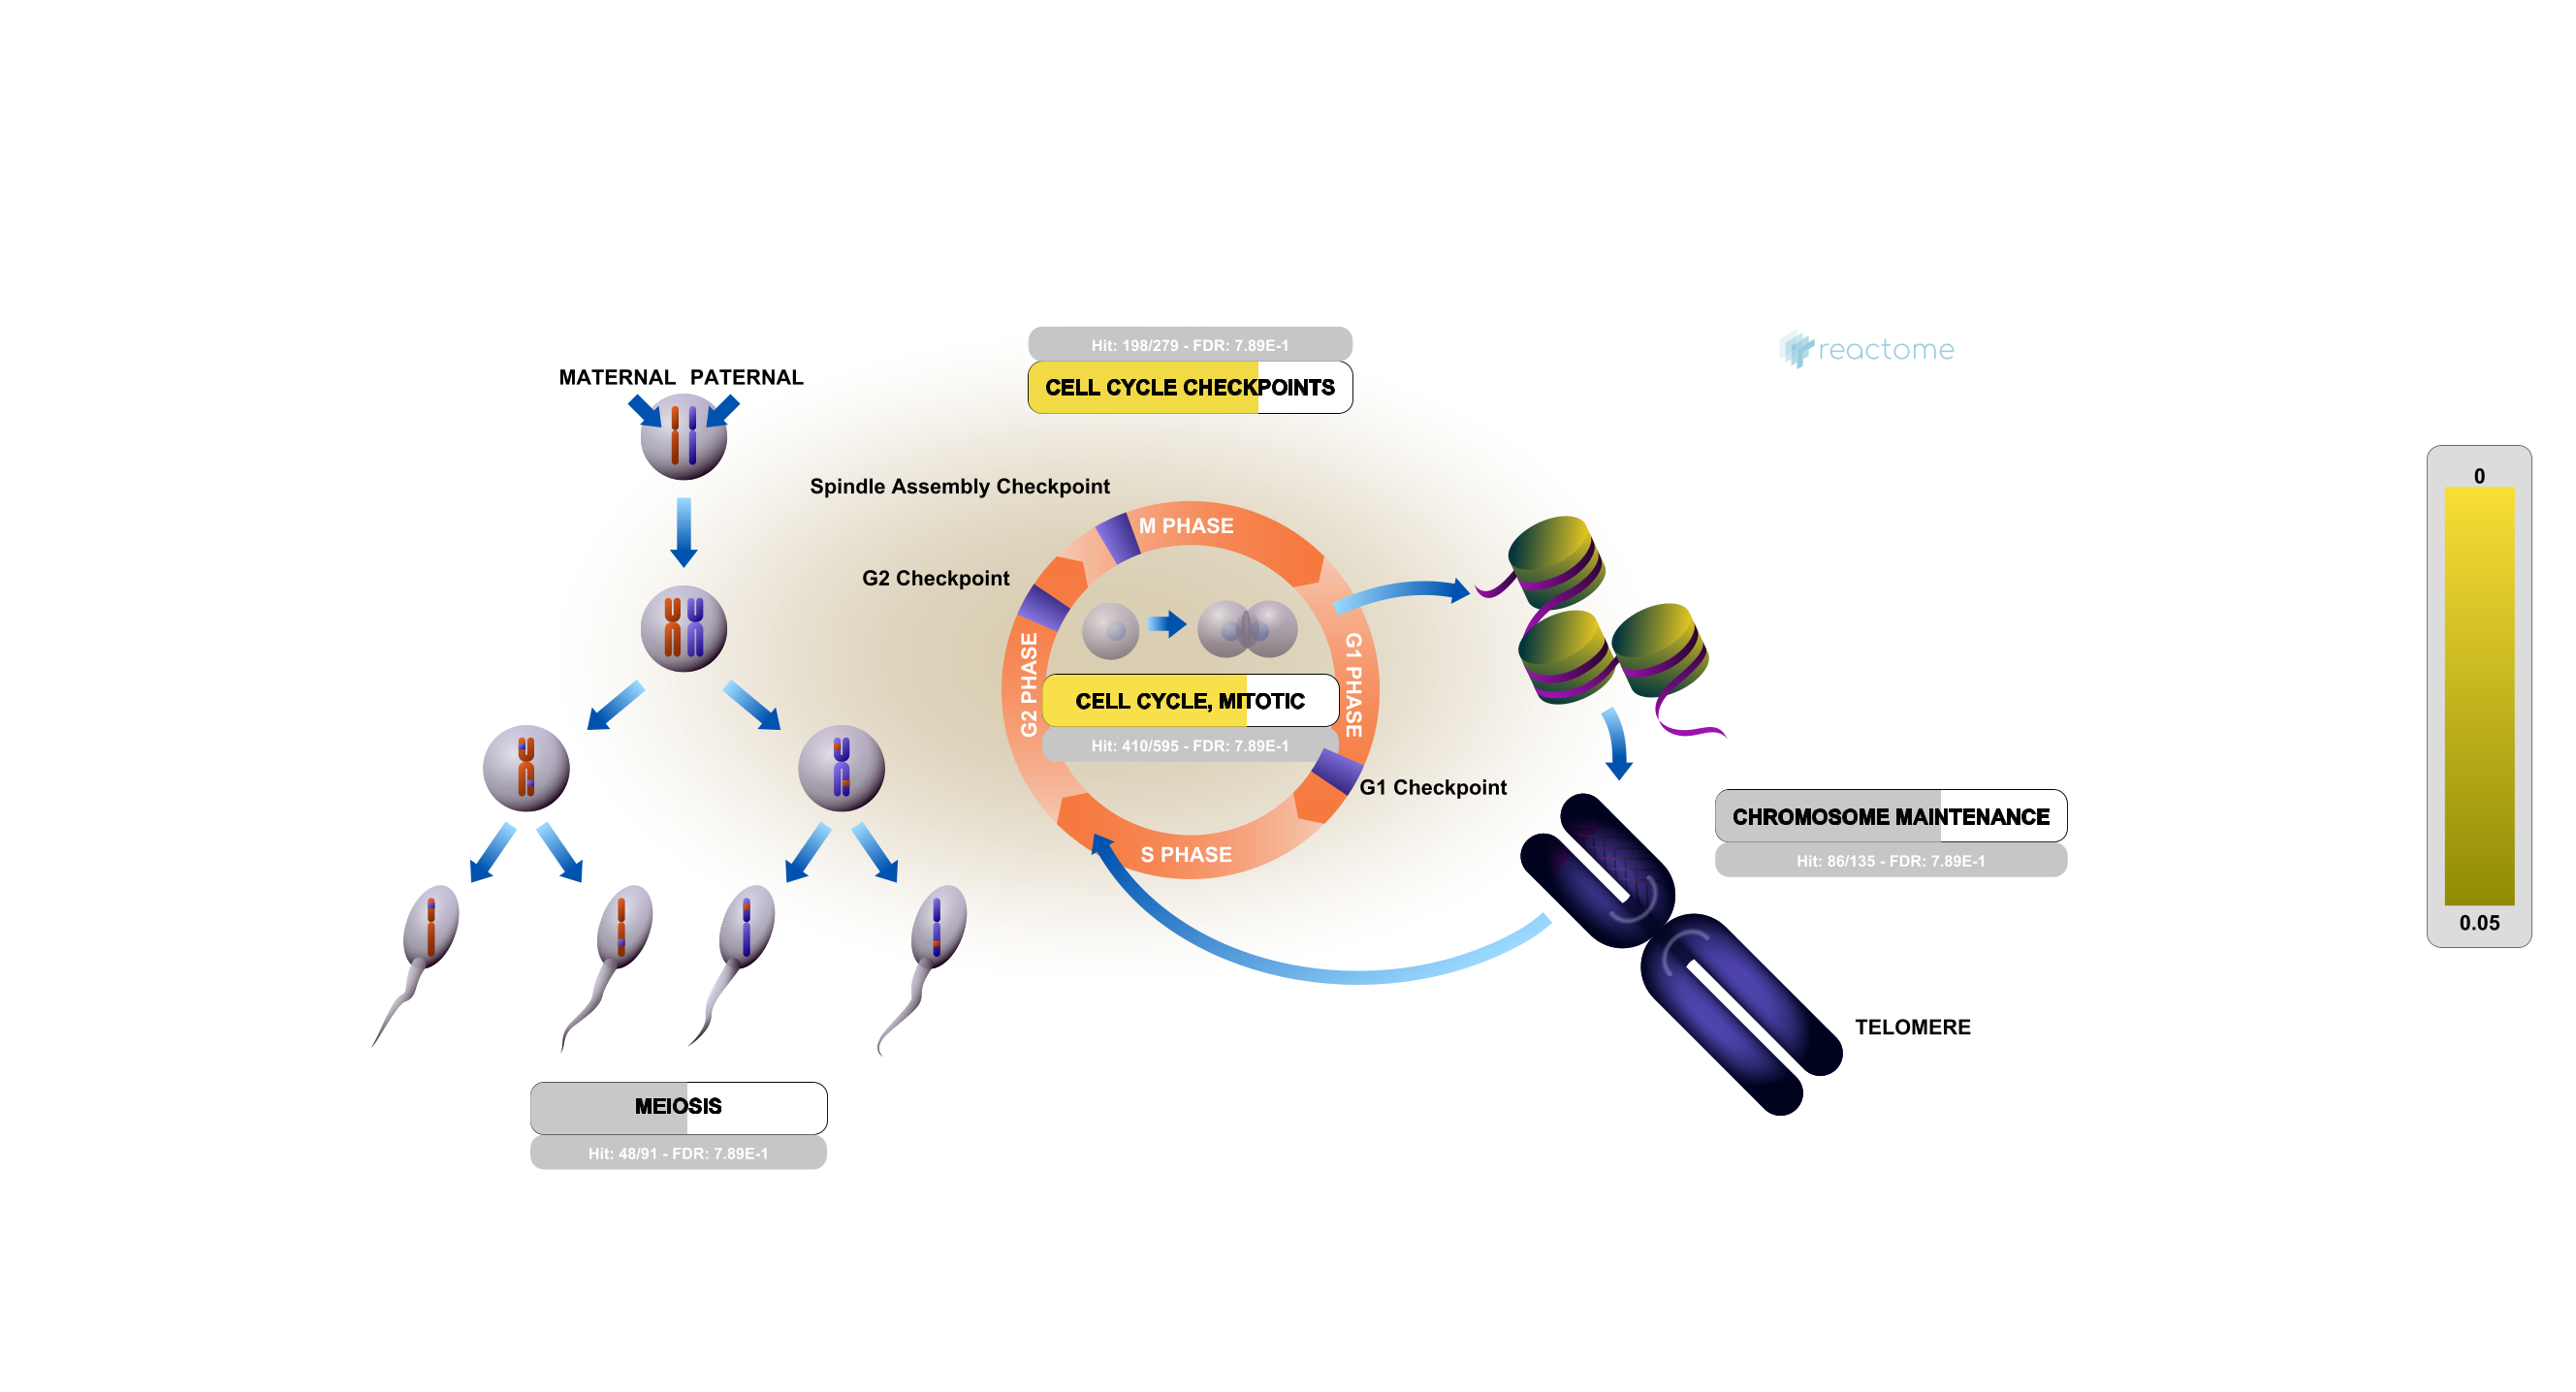 Hit: 198/279 - FDR: 7.89E-1
CELL CYCLE CHECKPOINTS
reactome
MATERNAL PATERNAL
0
Spindle Assembly Checkpoint
M PHASE
G2 Checkpoint
G2 PHASE
G1 PHASE
CELL CYCLE, MITOTIC
Hit: 410/595 - FDR: 7.89E-1
G1 Checkpoint
CHROMOSOME MAINTENANCE
S PHASE
Hit: 86/135 - FDR: 7.89E-1
0.05
TELOMERE
MEIOSIS
Hit: 48/91 - FDR: 7.89E-1